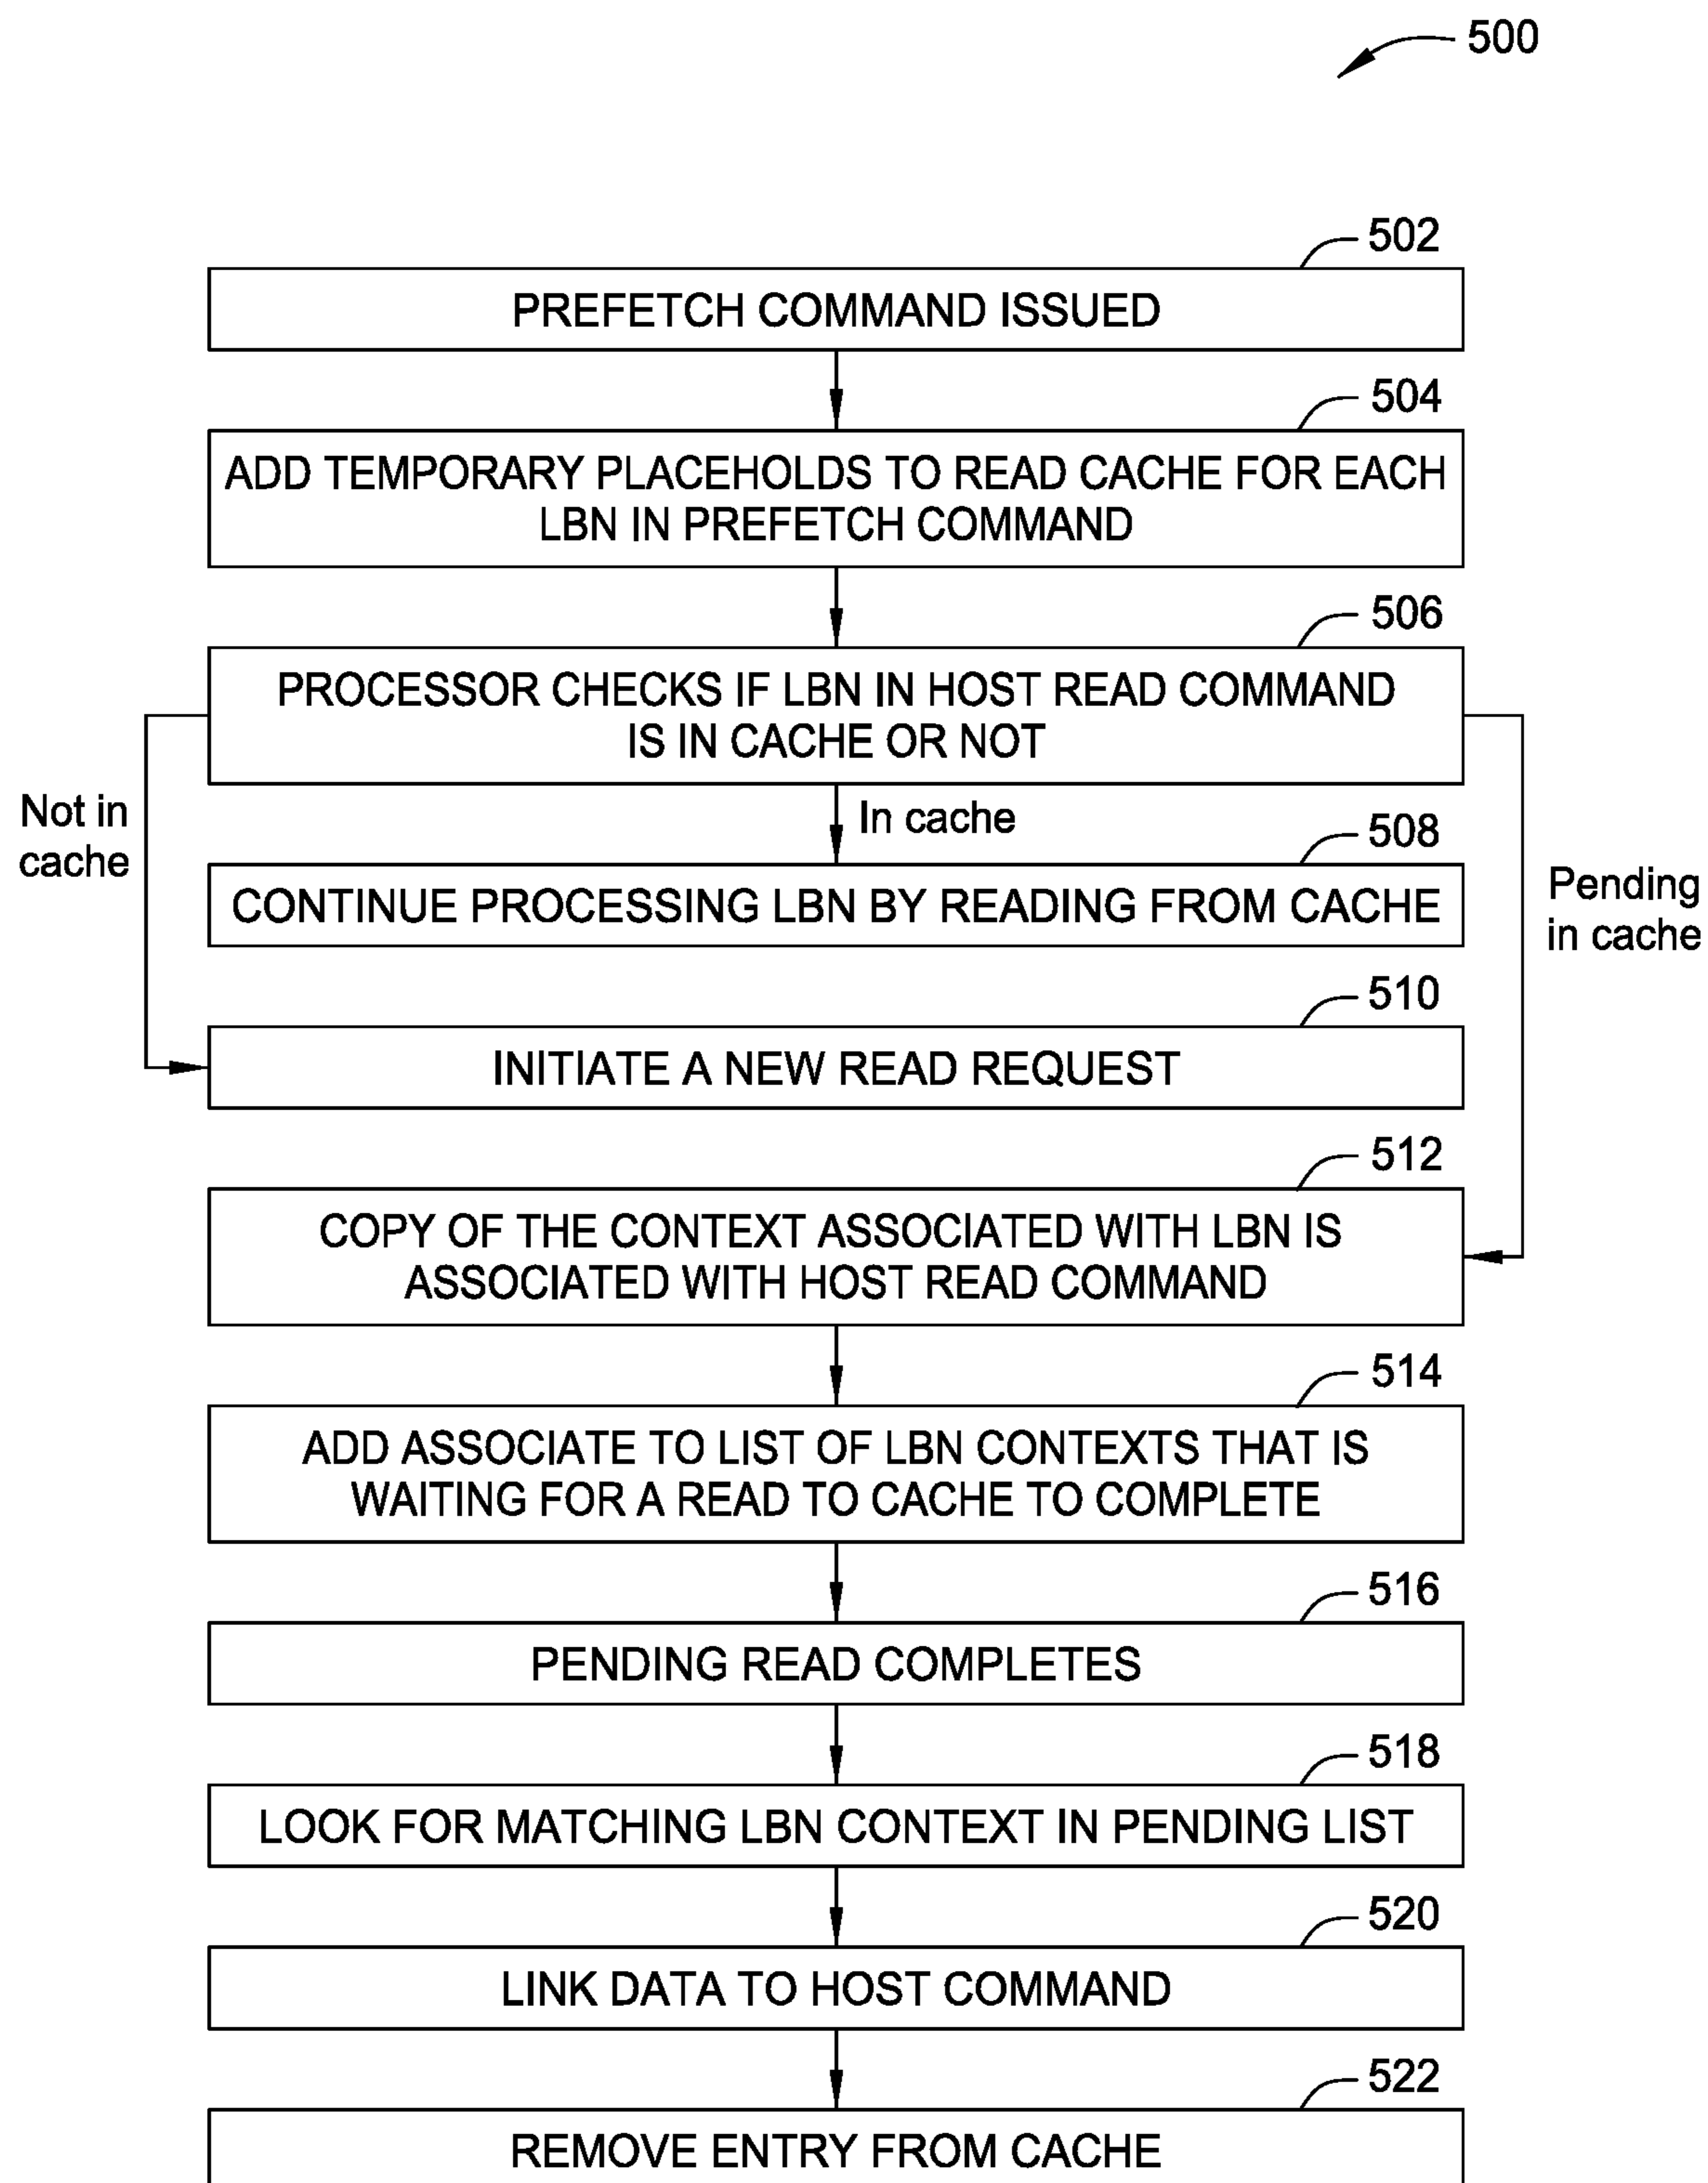 500
502
PREFETCH COMMAND ISSUED
504
ADD TEMPORARY PLACEHOLDS TO READ CACHE FOR EACH
LBN IN PREFETCH COMMAND
506
PROCESSOR CHECKS IF LBN IN HOST READ COMMAND
IS IN CACHE OR NOT
Not in
cache
In cache
Pending
in cache
508
CONTINUE PROCESSING LBN BY READING FROM CACHE
510
INITIATE A NEW READ REQUEST
512
COPY OF THE CONTEXT ASSOCIATED WITH LBN IS
ASSOCIATED WITH HOST READ COMMAND
514
ADD ASSOCIATE TO LIST OF LBN CONTEXTS THAT IS
WAITING FOR A READ TO CACHE TO COMPLETE
516
PENDING READ COMPLETES
518
LOOK FOR MATCHING LBN CONTEXT IN PENDING LIST
520
LINK DATA TO HOST COMMAND
522
REMOVE ENTRY FROM CACHE